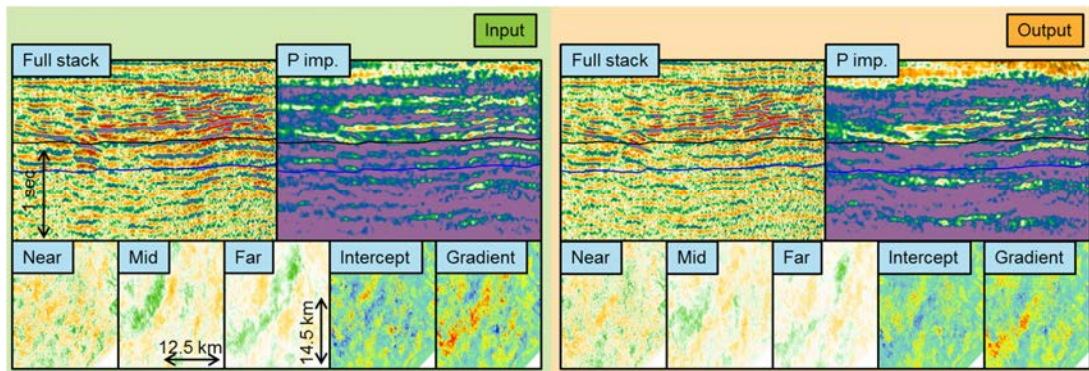 Input
Full stack
P imp.
1 sec
Near
Mid
Far
Intercept
Gradient
12.5 km
14.5 km
Output
Full stack
P imp.
Near
Mid
Far
Intercept
Gradient